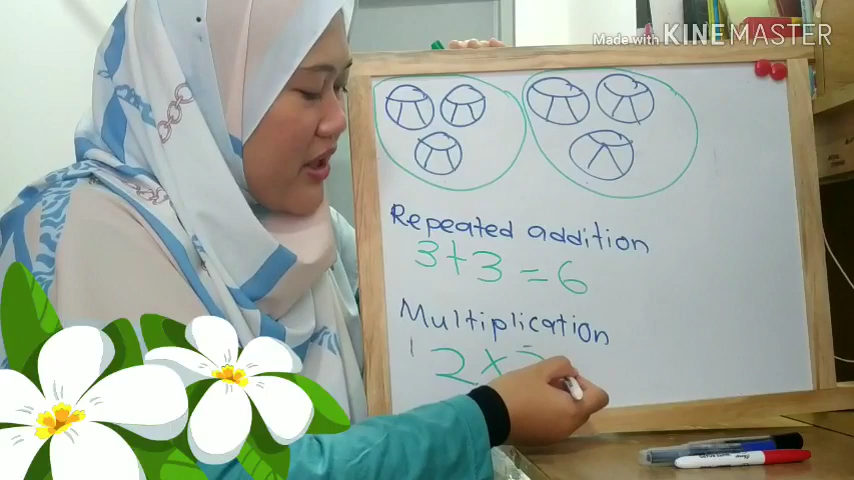 Made with KINEMASTER
Repeated addition
3+3=6
Multiplication
2×